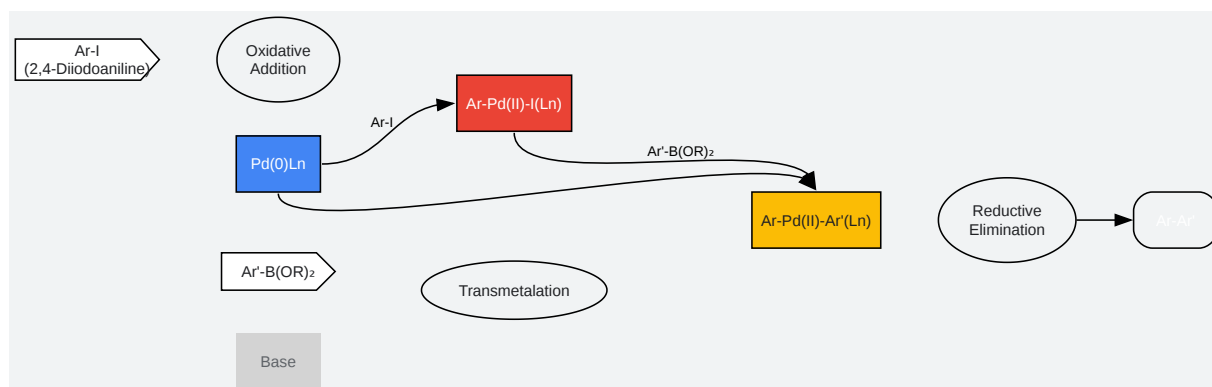 Ar-I
(2,4-Diiodoaniline)
Oxidative
Addition
Ar-Pd(II)-I(Ln)
Ar-I
Pd(0)Ln
Ar'-B(OR)₂
Ar-Pd(II)-Ar'(Ln)
Reductive
Elimination
Ar-Ar'
Ar'-B(OR)₂
Transmetalation
Base